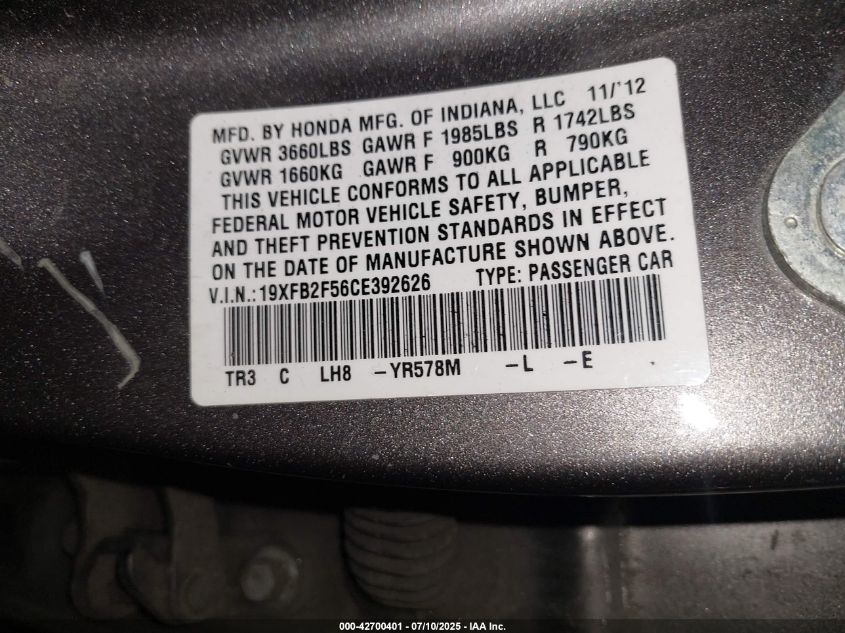 MFD. BY HONDA MFG. OF INDIANA, LLC 11/'12
GVWR 3660LBS GAWR F 1985LBS R 1742LBS
GVWR 1660KG GAWR F 900KG R 790KG
THIS VEHICLE CONFORMS TO ALL APPLICABLE
FEDERAL MOTOR VEHICLE SAFETY, BUMPER,
AND THEFT PREVENTION STANDARDS IN EFFECT
ON THE DATE OF MANUFACTURE SHOWN ABOVE.
V.I.N.:19XFB2F56CE392626 TYPE: PASSENGER CAR
TR3 C LH8 -YR578M -L -E
000-42700401 - 07/10/2025 - IAA Inc.